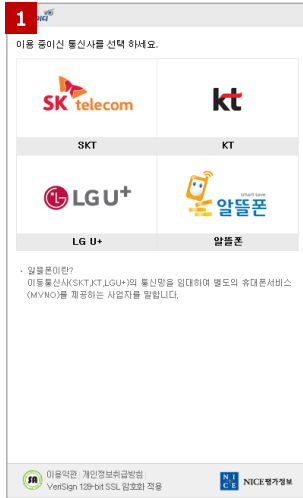 1
이용 중이신 통신사를 선택 하세요.
SK telecom
kt
SKT
KT
LG U+
smart save
알뜰폰
LG U+
알뜰폰
- 알뜰폰이란?
이동통신사(SKT,KT,LGU+)의 통신망을 임대하여 별도의 휴대폰서비스
(MVNO)를 제공하는 사업자를 말합니다.
이용약관 | 개인정보취급방침 |
VeriSign 128-bit SSL 암호화 적용
NICE NICE평가정보